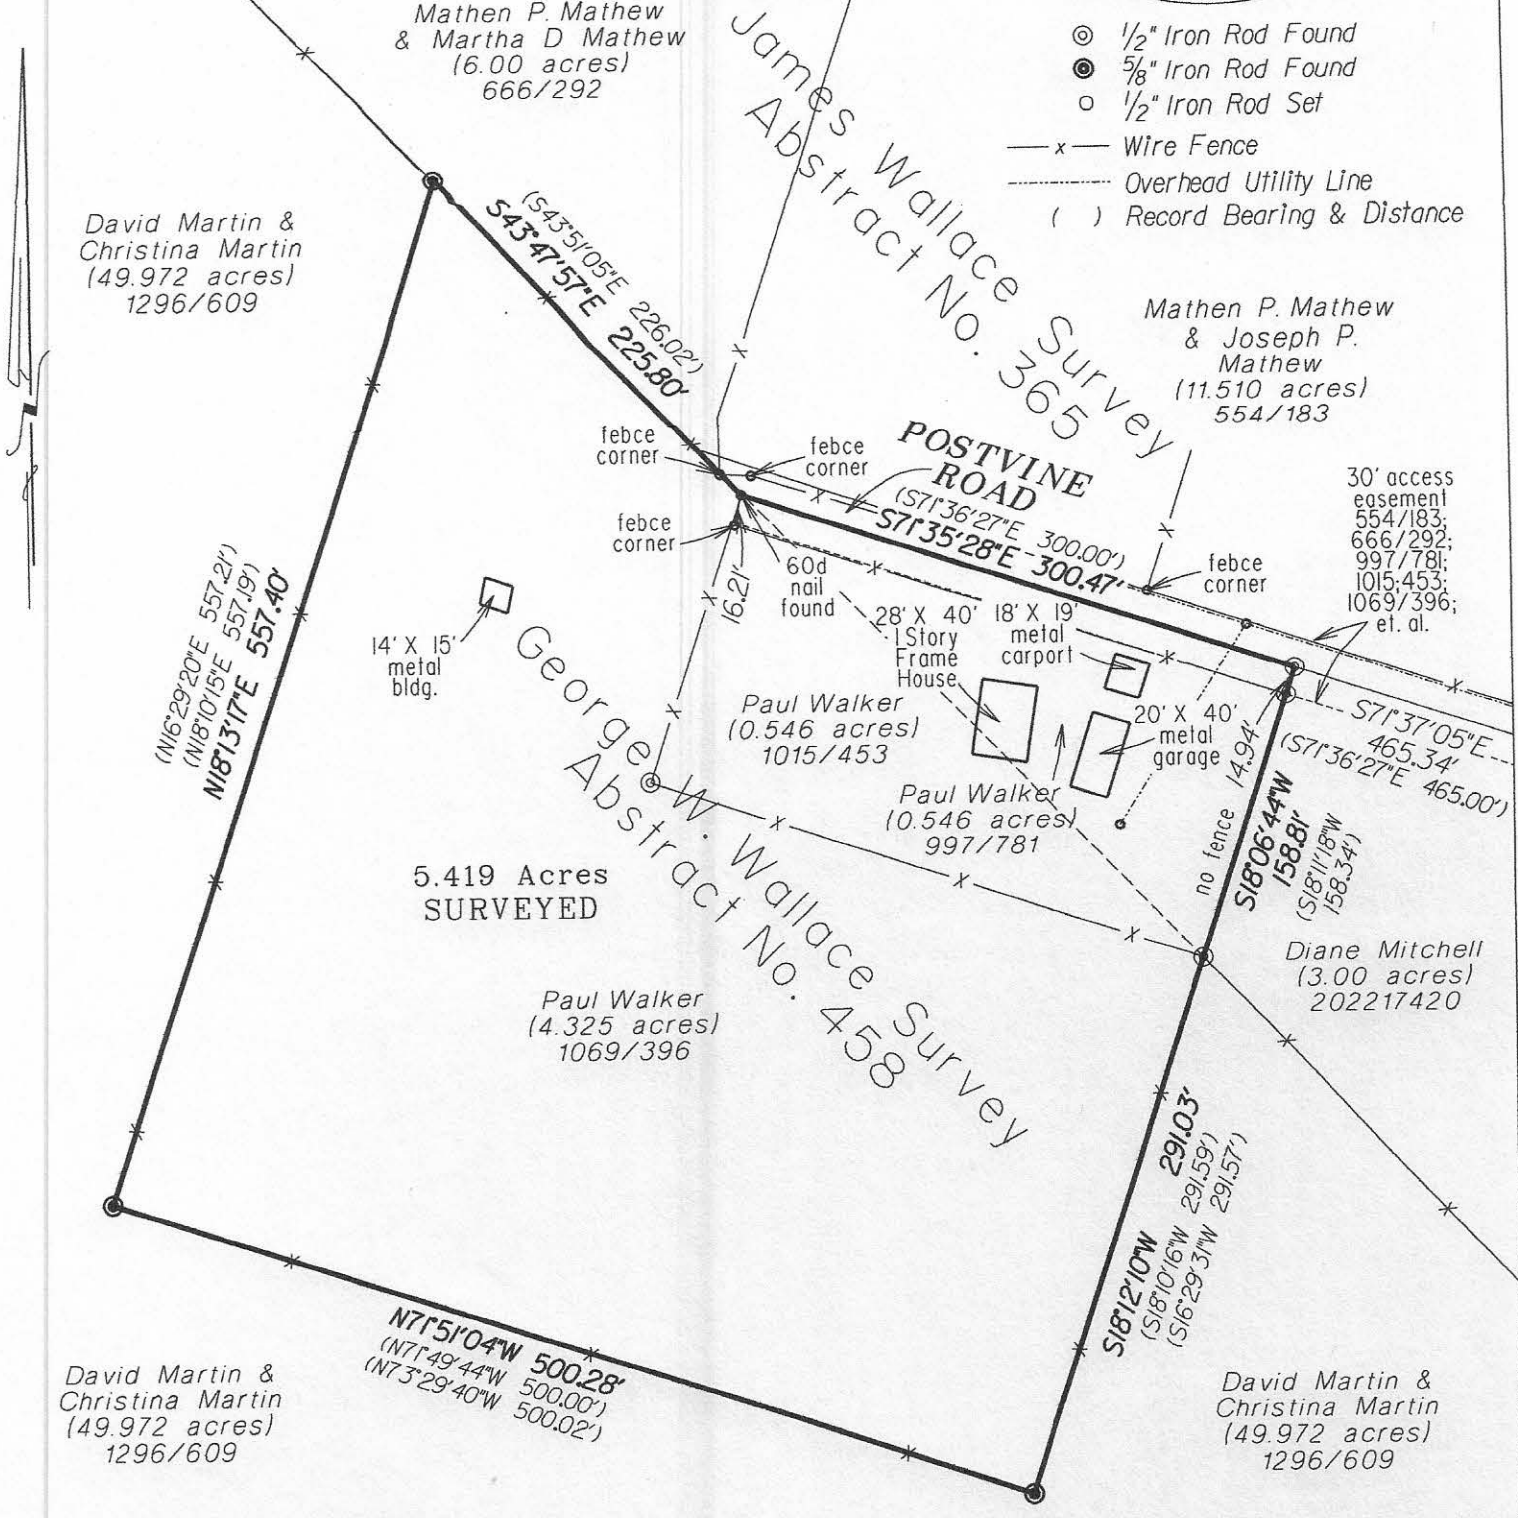 Mathen P. Mathew
& Martha D Mathew
(6.00 acres)
666/292
James Wallace Survey
Abstract No. 365
1/2" Iron Rod Found
5/8" Iron Rod Found
1/2" Iron Rod Set
x Wire Fence
Overhead Utility Line
( ) Record Bearing & Distance
David Martin &
Christina Martin
(49.972 acres)
1296/609
(S43°51'05"E 226.02')
S43°47'57"E 225.80'
Mathen P. Mathew
& Joseph P.
Mathew
(11.510 acres)
554/183
febce
corner
febce
corner
febce
corner
POSTVINE
ROAD
(S71°36'27"E 300.00')
S71°35'28"E 300.47'
30' access
easement
554/183;
666/292;
997/781;
1015;453;
1069/396;
et. al.
febce
corner
60d
nail
found
16.21'
(N16°29'20"E 557.21')
(N18°10'15"E 557.19')
N18°13'17"E 557.40'
14' X 15'
metal
bldg.
28' X 40'
1 Story
Frame
House
18' X 19'
metal
carport
20' X 40'
metal
garage
Paul Walker
(0.546 acres)
1015/453
Paul Walker
(0.546 acres)
997/781
George W. Wallace Survey
Abstract No. 458
S71°37'05"E
465.34'
(S71°36'27"E 465.00')
no fence 14.94'
S18°06'44"W
158.81'
(S18°11'18"W
158.34')
5.419 Acres
SURVEYED
Diane Mitchell
(3.00 acres)
202217420
Paul Walker
(4.325 acres)
1069/396
S18°12'10"W 291.03'
(S18°10'16"W 291.59')
(S16°29'31"W 291.57')
N71°51'04"W 500.28'
(N71°49'44"W 500.00')
(N73°29'40"W 500.02')
David Martin &
Christina Martin
(49.972 acres)
1296/609
David Martin &
Christina Martin
(49.972 acres)
1296/609